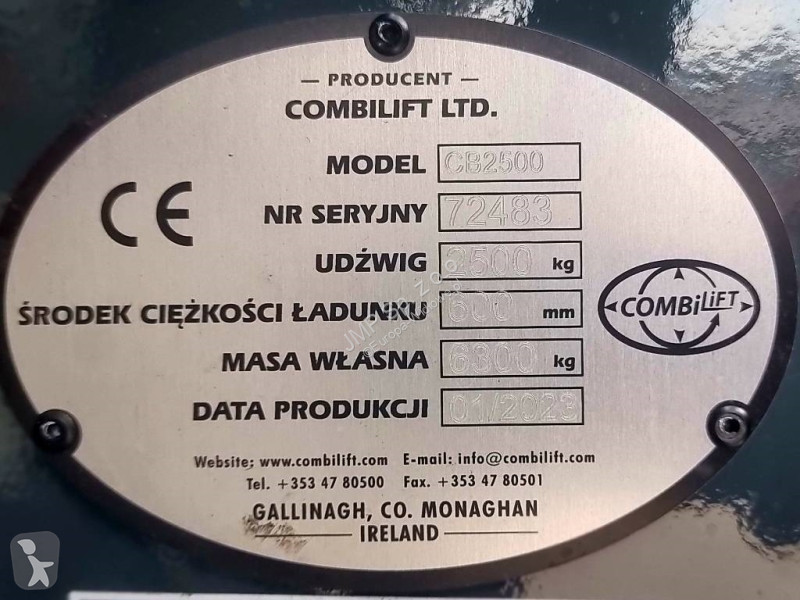 — PRODUCENT —
COMBILIFT LTD.
MODEL CB2500
NR SERYJNY 72483
UDŹWIG 2500 kg
ŚRODEK CIĘŻKOŚCI ŁADUNKU 600 mm
MASA WŁASNA 6300 kg
DATA PRODUKCJI 01/2023
CE
COMBiLiFT
Website; www.combilift.com E-mail: info@combilift.com
Tel. +353 47 80500 Fax. +353 47 80501
GALLINAGH, CO. MONAGHAN
IRELAND